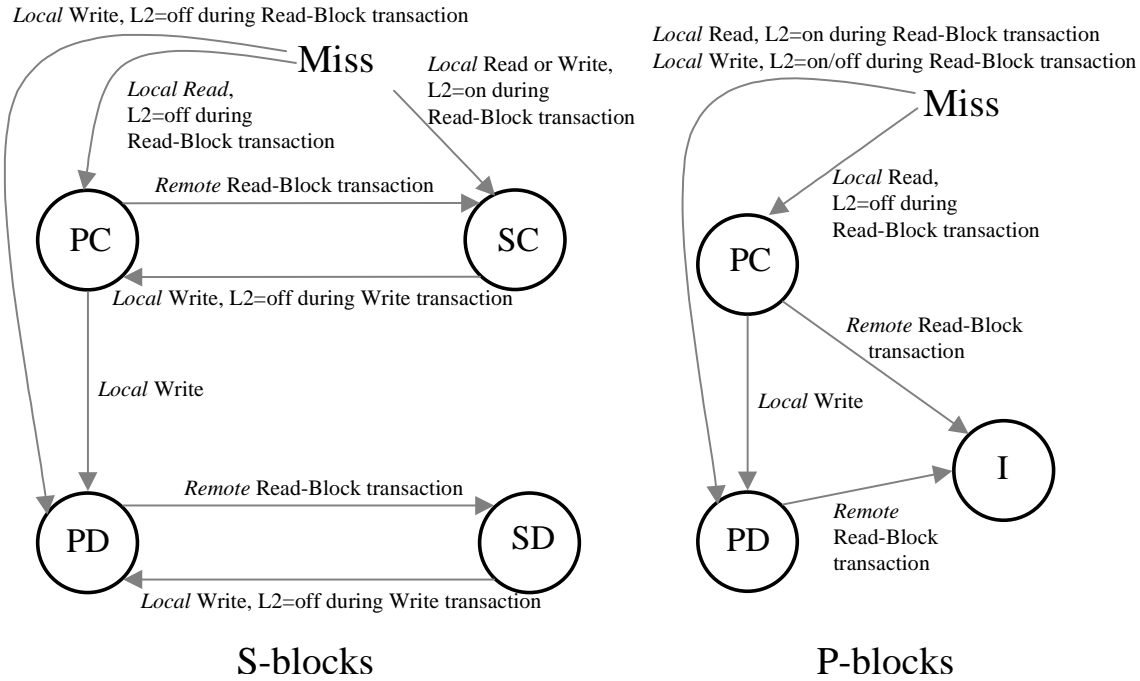 Local Write, L2=off during Read-Block transaction
Miss
Local Read,
L2=off during
Read-Block transaction
Local Read or Write,
L2=on during
Read-Block transaction
PC
Remote Read-Block transaction
SC
Local Write, L2=off during Write transaction
Local Write
PD
Remote Read-Block transaction
SD
Local Write, L2=off during Write transaction
S-blocks
Local Read, L2=on during Read-Block transaction
Local Write, L2=on/off during Read-Block transaction
Miss
Local Read,
L2=off during
Read-Block transaction
PC
Remote Read-Block
transaction
Local Write
I
PD
Remote
Read-Block
transaction
P-blocks